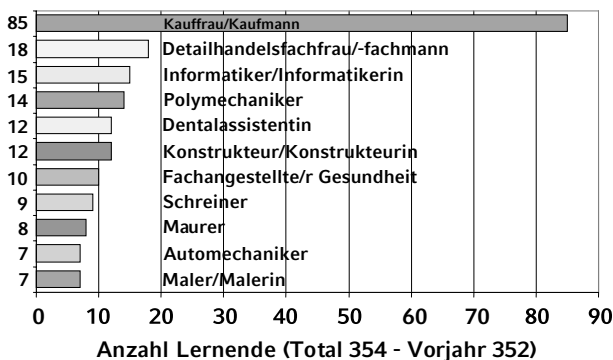 85 Kauffrau/Kaufmann
18 Detailhandelsfachfrau/-fachmann
15 Informatiker/Informatikerin
14 Polymechaniker
12 Dentalassistentin
12 Konstrukteur/Konstrukteurin
10 Fachangestellte/r Gesundheit
9 Schreiner
8 Maurer
7 Automechaniker
7 Maler/Malerin
0 10 20 30 40 50 60 70 80 90
Anzahl Lernende (Total 354 - Vorjahr 352)